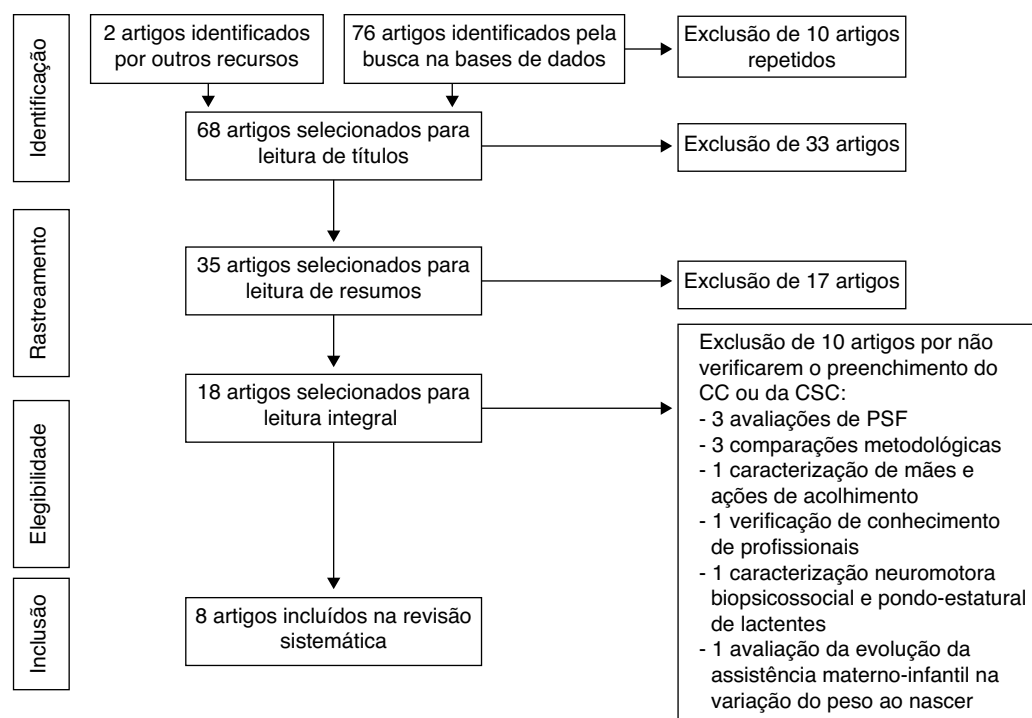 Identificação
2 artigos identificados
por outros recursos
76 artigos identificados pela
busca na bases de dados
Exclusão de 10 artigos
repetidos
68 artigos selecionados para
leitura de títulos
Exclusão de 33 artigos
Rastreamento
35 artigos selecionados para
leitura de resumos
Exclusão de 17 artigos
Elegibilidade
18 artigos selecionados para
leitura integral
Exclusão de 10 artigos por não
verificarem o preenchimento do
CC ou da CSC:
- 3 avaliações de PSF
- 3 comparações metodológicas
- 1 caracterização de mães e
ações de acolhimento
- 1 verificação de conhecimento
de profissionais
- 1 caracterização neuromotora
biopsicossocial e pondo-estatural
de lactentes
- 1 avaliação da evolução da
assistência materno-infantil na
variação do peso ao nascer
Inclusão
8 artigos incluídos na revisão
sistemática